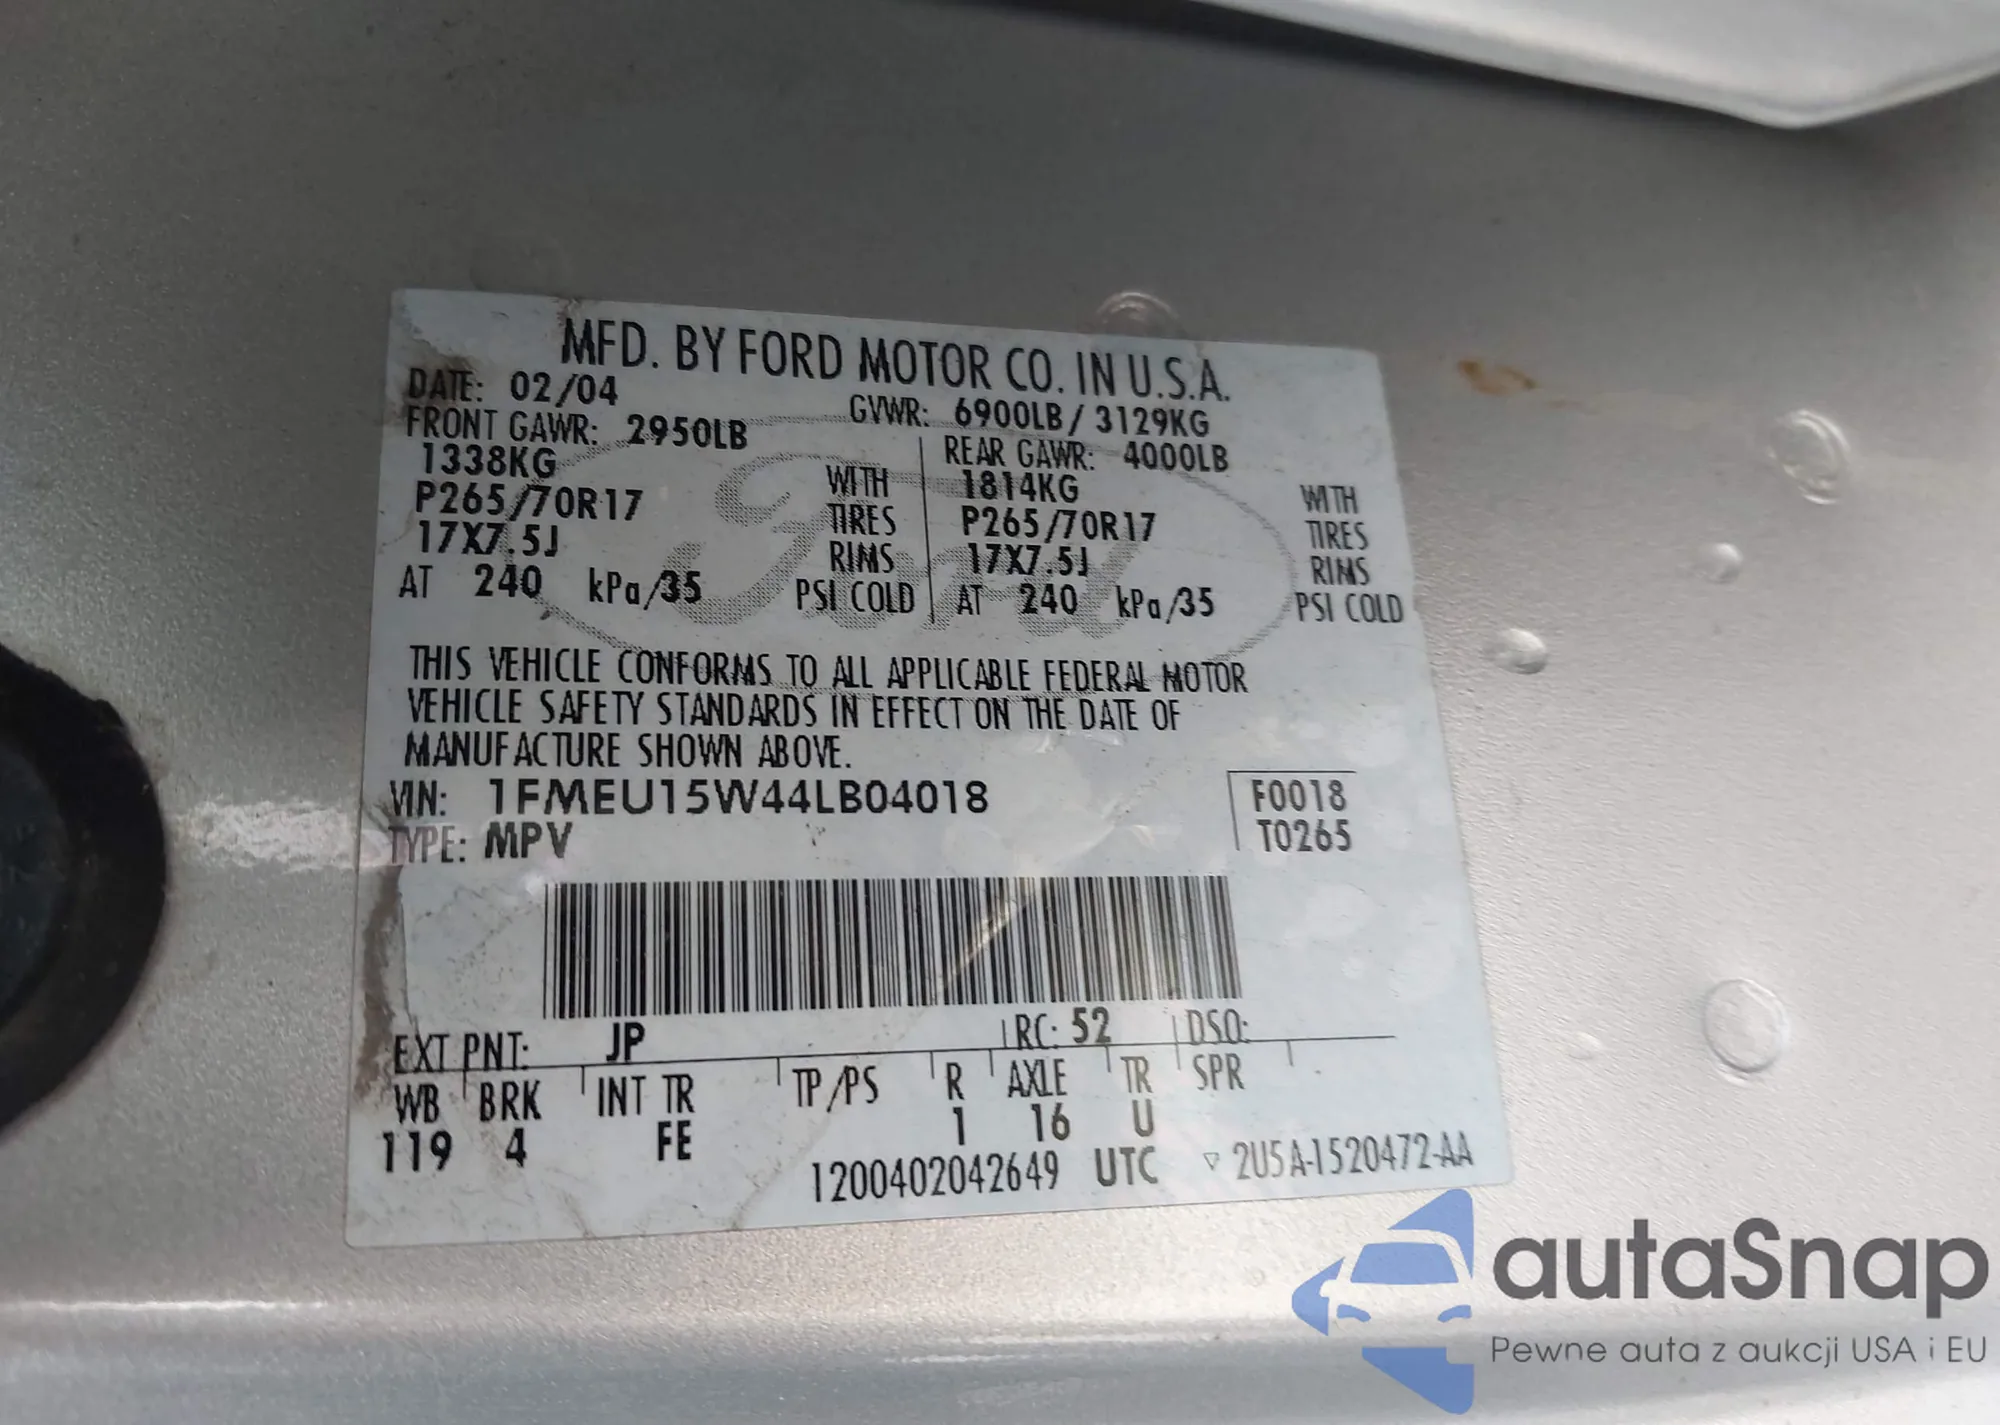 MFD. BY FORD MOTOR CO. IN U.S.A.
DATE: 02/04 GVWR: 6900LB / 3129KG
FRONT GAWR: 2950LB REAR GAWR: 4000LB
1338KG WITH 1814KG WITH
P265/70R17 TIRES P265/70R17 TIRES
17X7.5J RIMS 17X7.5J RIMS
AT 240 kPa/35 PSI COLD AT 240 kPa/35 PSI COLD
Ford
THIS VEHICLE CONFORMS TO ALL APPLICABLE FEDERAL MOTOR
VEHICLE SAFETY STANDARDS IN EFFECT ON THE DATE OF
MANUFACTURE SHOWN ABOVE.
VIN: 1FMEU15W44LB04018 F0018
TYPE: MPV T0265
EXT PNT: JP RC: 52 DSO:
WB BRK INT TR TP/PS R AXLE TR SPR
119 4 FE 1 16 U
1200402042649 UTC ▽ 2U5A-1520472-AA
autaSnap
Pewne auta z aukcji USA i EU